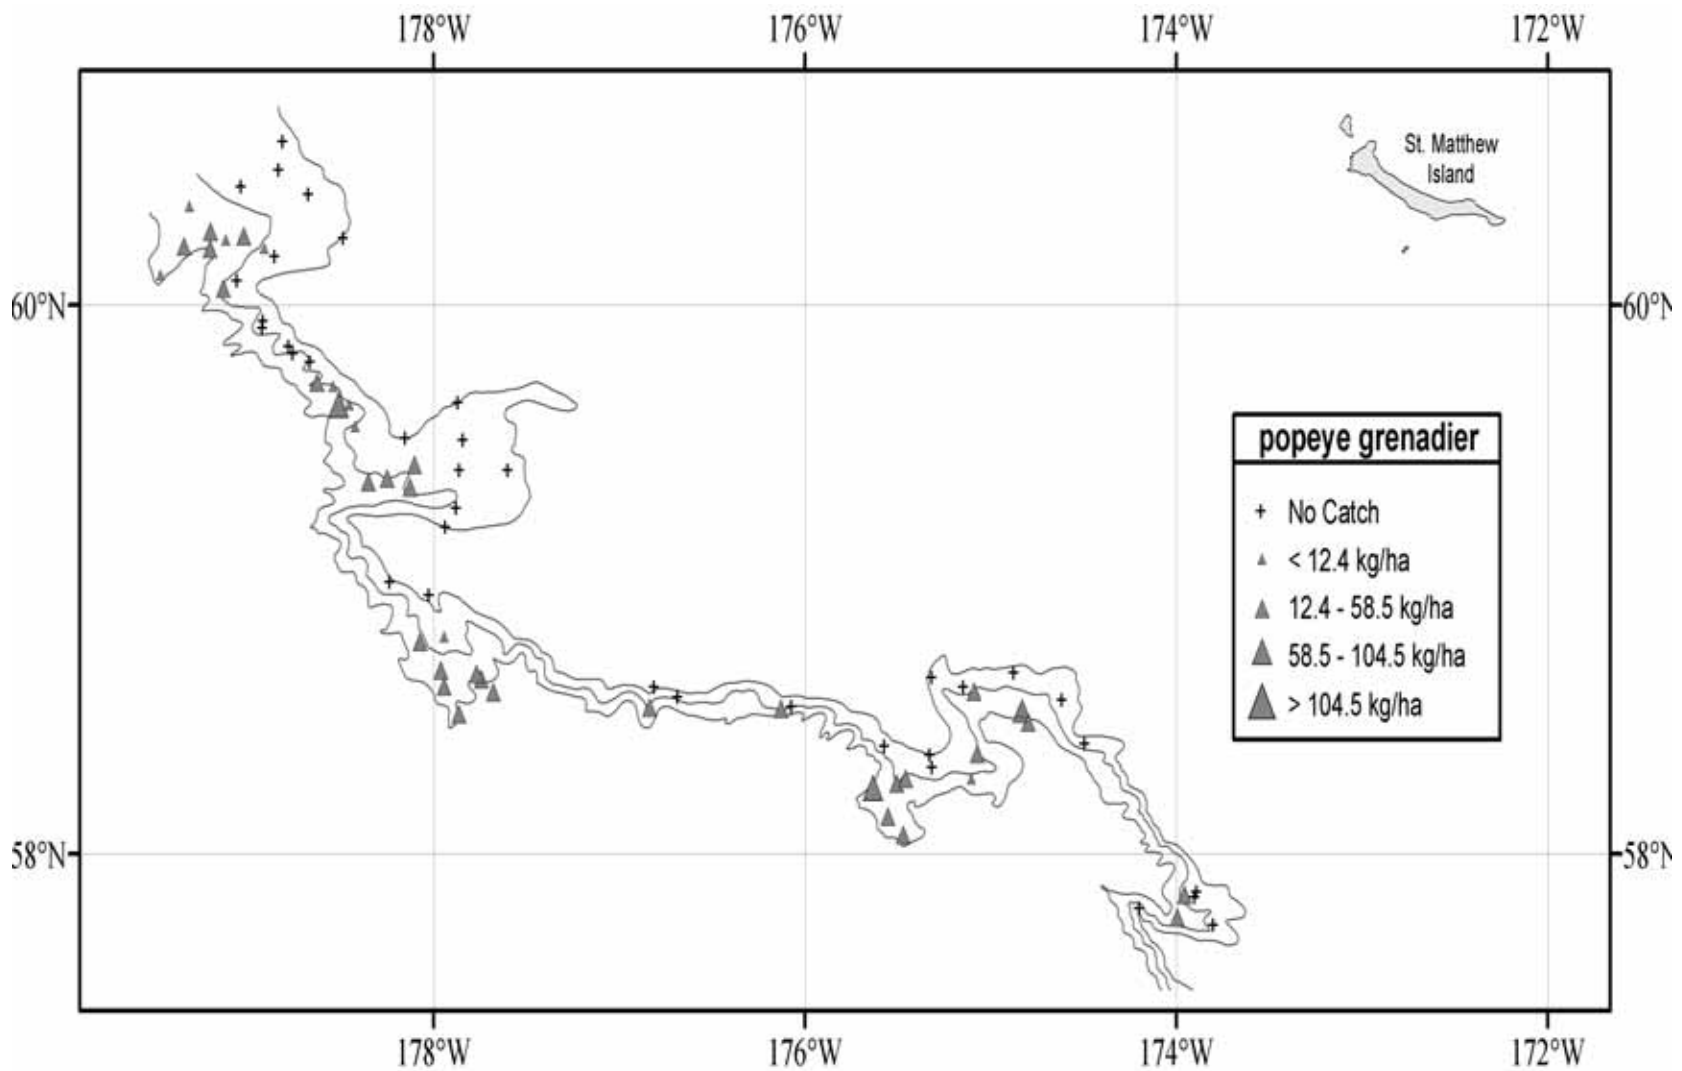 178°W 176°W 174°W 172°W
St. Matthew
Island
60°N 60°N
popeye grenadier
No Catch
< 12.4 kg/ha
12.4 - 58.5 kg/ha
58.5 - 104.5 kg/ha
> 104.5 kg/ha
58°N 58°N
178°W 176°W 174°W 172°W